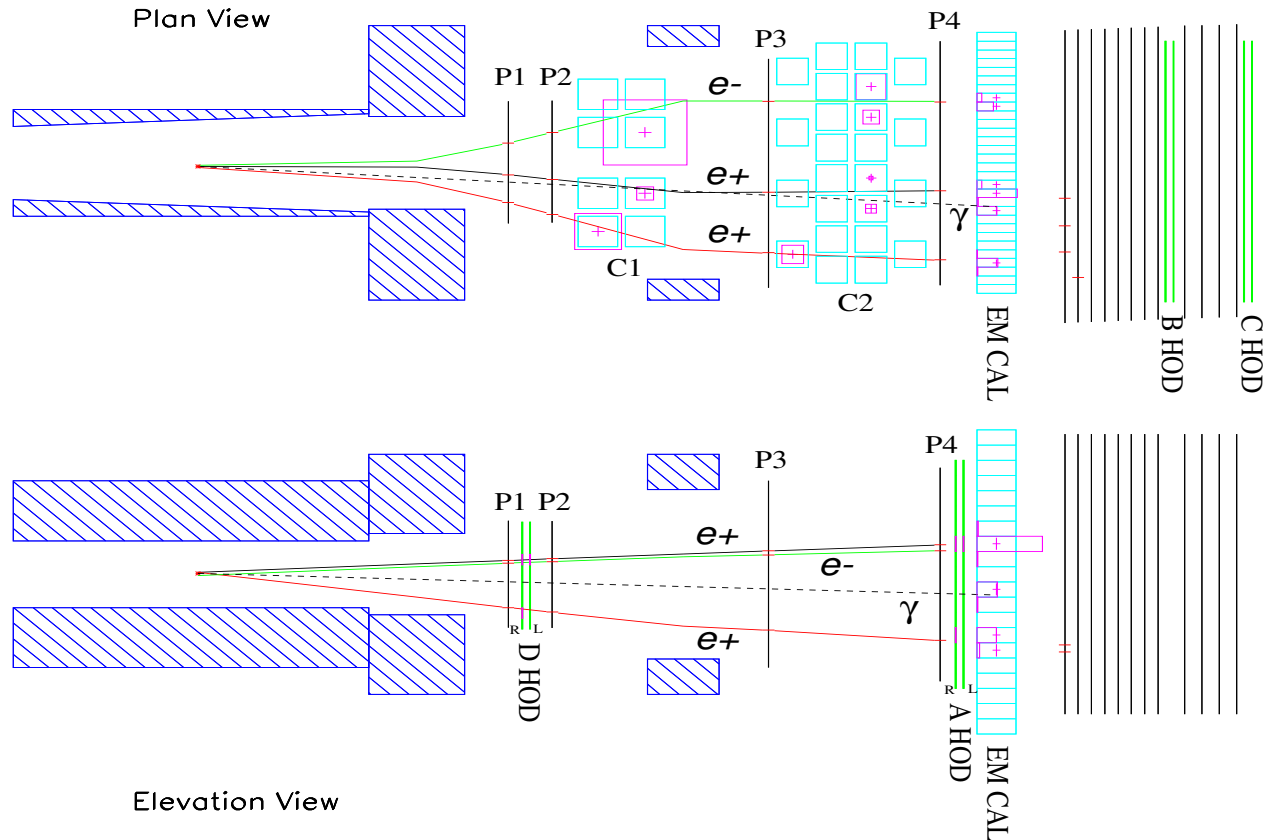 Plan View
P4
P3
e-
P1 P2
e+
γ
e+
C1
C2
EM CAL
B HOD
C HOD
P4
P3
P1 P2
e+
e-
γ
R L
e+
D HOD
R L
A HOD
EM CAL
Elevation View